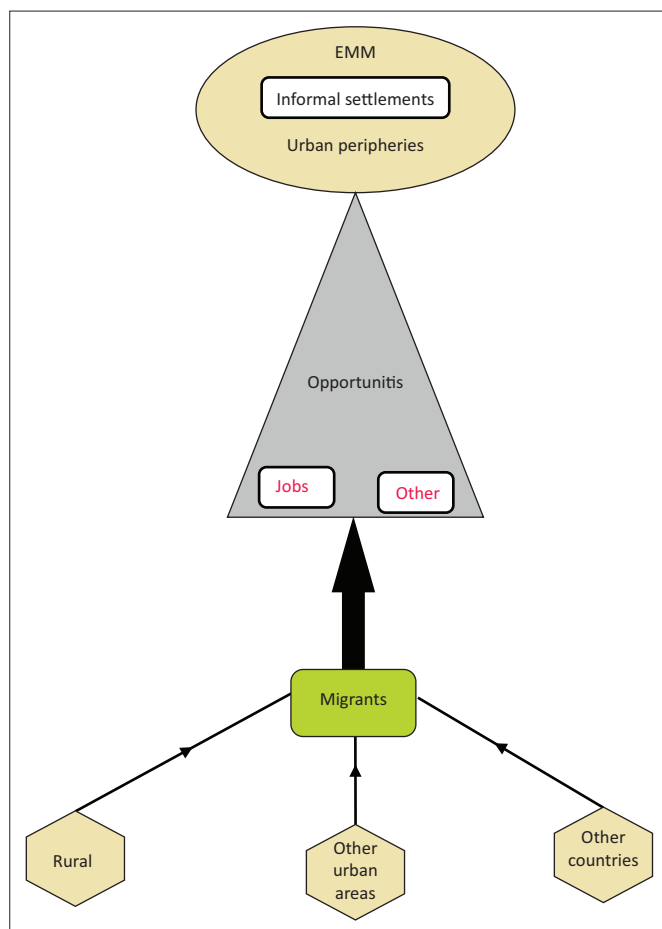 EMM
Informal settlements
Urban peripheries
Opportunitis
Jobs
Other
Migrants
Rural
Other
urban
areas
Other
countries